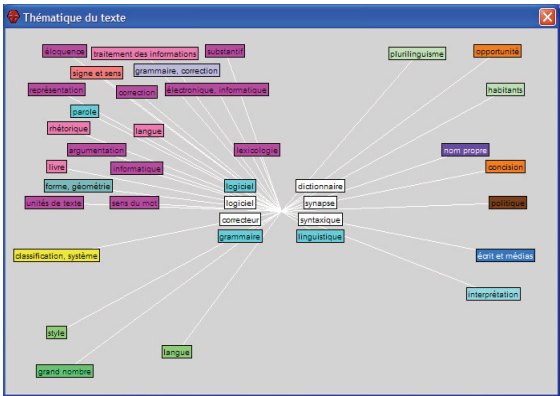 Thématique du texte
éloquence
traitement des informations
substantif
plurilinguisme
opportunité
signe et sens
grammaire, correction
représentation
correction
électronique, informatique
habitants
parole
rhétorique
langue
argumentation
lexicologie
nom propre
livre
informatique
concision
forme, géométrie
logiciel
dictionnaire
unités de texte
sens du mot
logiciel
synapse
politique
correcteur
syntaxique
grammaire
linguistique
classification, système
écrit et médias
interprétation
style
langue
grand nombre